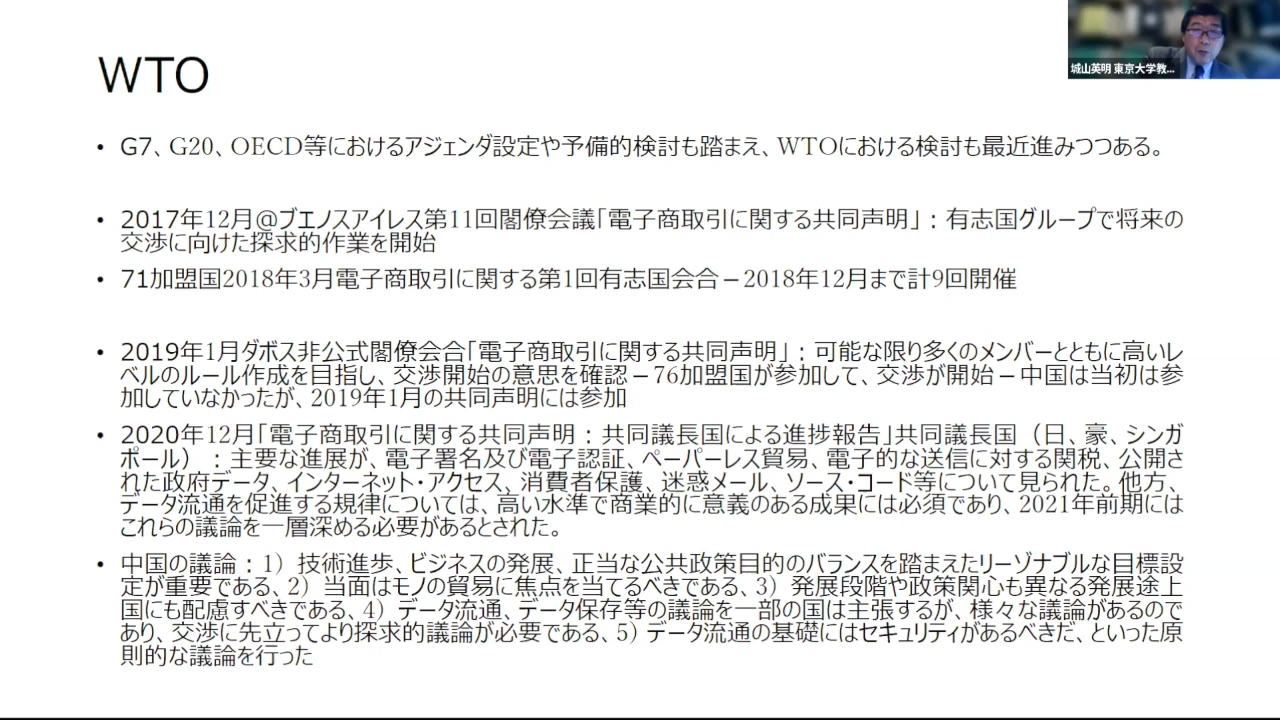 城山英明 東京大学教...
WTO
• G7、G20、OECD等におけるアジェンダ設定や予備的検討も踏まえ、WTOにおける検討も最近進みつつある。
• 2017年12月@ブエノスアイレス第11回閣僚会議「電子商取引に関する共同声明」：有志国グループで将来の
交渉に向けた探求的作業を開始
• 71加盟国2018年3月電子商取引に関する第1回有志国会合－2018年12月まで計9回開催
• 2019年1月ダボス非公式閣僚会合「電子商取引に関する共同声明」：可能な限り多くのメンバーとともに高いレ
ベルのルール作成を目指し、交渉開始の意思を確認－76加盟国が参加して、交渉が開始－中国は当初は参
加していなかったが、2019年1月の共同声明には参加
• 2020年12月「電子商取引に関する共同声明：共同議長国による進捗報告」共同議長国（日、豪、シンガ
ポール）：主要な進展が、電子署名及び電子認証、ペーパーレス貿易、電子的な送信に対する関税、公開さ
れた政府データ、インターネット・アクセス、消費者保護、迷惑メール、ソース・コード等について見られた。他方、
データ流通を促進する規律については、高い水準で商業的に意義のある成果には必須であり、2021年前期には
これらの議論を一層深める必要があるとされた。
• 中国の議論：1）技術進歩、ビジネスの発展、正当な公共政策目的のバランスを踏まえたリーゾナブルな目標設
定が重要である、2）当面はモノの貿易に焦点を当てるべきである、3）発展段階や政策関心も異なる発展途上
国にも配慮すべきである、4）データ流通、データ保存等の議論を一部の国は主張するが、様々な議論があるので
あり、交渉に先立ってより探求的議論が必要である、5）データ流通の基礎にはセキュリティがあるべきだ、といった原
則的な議論を行った